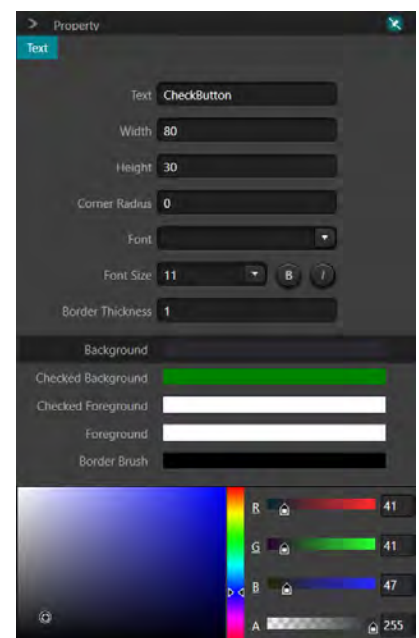 > Property
Text
Text CheckButton
Width 80
Height 30
Corner Radius 0
Font
Font Size 11 B I
Border Thickness 1
Background
Checked Background
Checked Foreground
Foreground
Border Brush
R 41
G 41
B 47
A 255